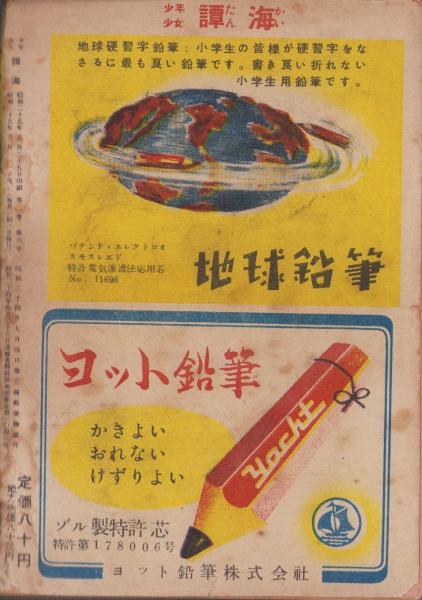 少年
少女
譚海
たん かい
地球硬習字鉛筆：小学生の皆様が硬習字をな
さるに最も良い鉛筆です。書き良い折れない
小学生用鉛筆です。
パテンド・エレクトロオ
スモスレエド
特許電気滲透法応用芯
No. 11696
地球鉛筆
ヨット鉛筆
かきよい
おれない
けずりよい
Yacht
ゾル製特許芯
特許第178006号
ヨット鉛筆株式会社
譚海
定価八十円